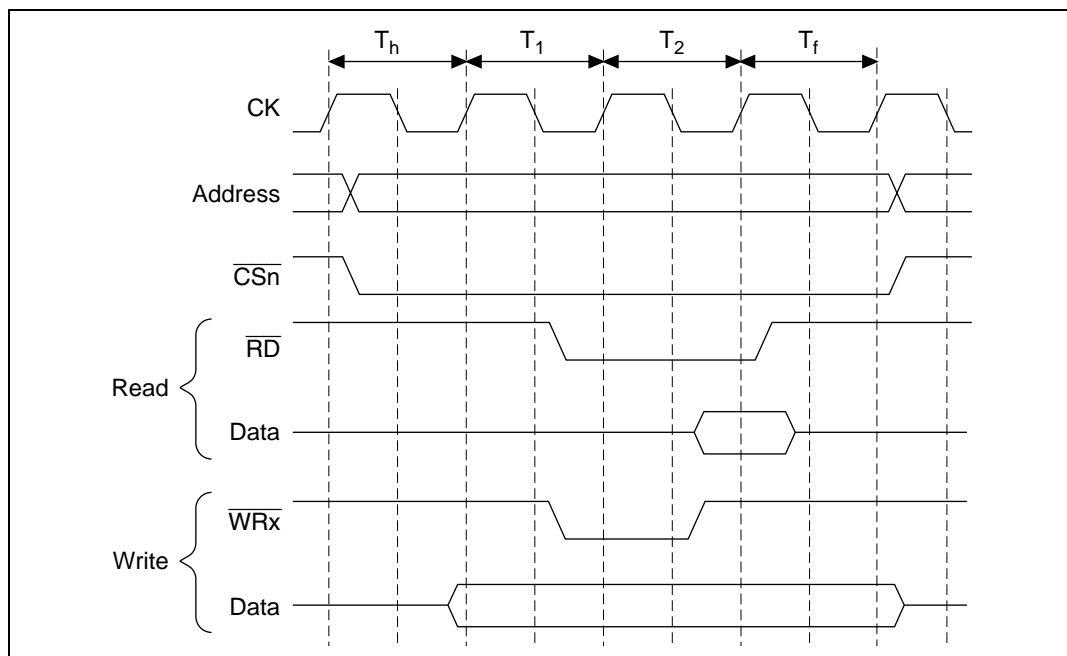 Th T1 T2 Tf
CK
Address
CSn
RD
Read
Data
WRx
Write
Data